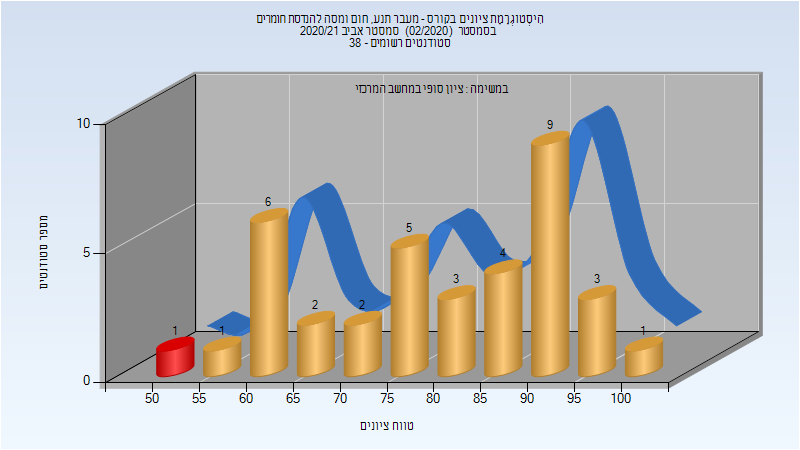 היסטוגרמת ציונים בקורס - מעבר תנע, חום ומסה להנדסת חומרים
בסמסטר (02/2020) סמסטר אביב 2020/21
סטודנטים רשומים - 38
במשימה : ציון סופי במחשב המרכזי
מספר סטודנטים
10
5
0
1
1
6
2
2
5
3
4
9
3
1
50 55 60 65 70 75 80 85 90 95 100
טווח ציונים